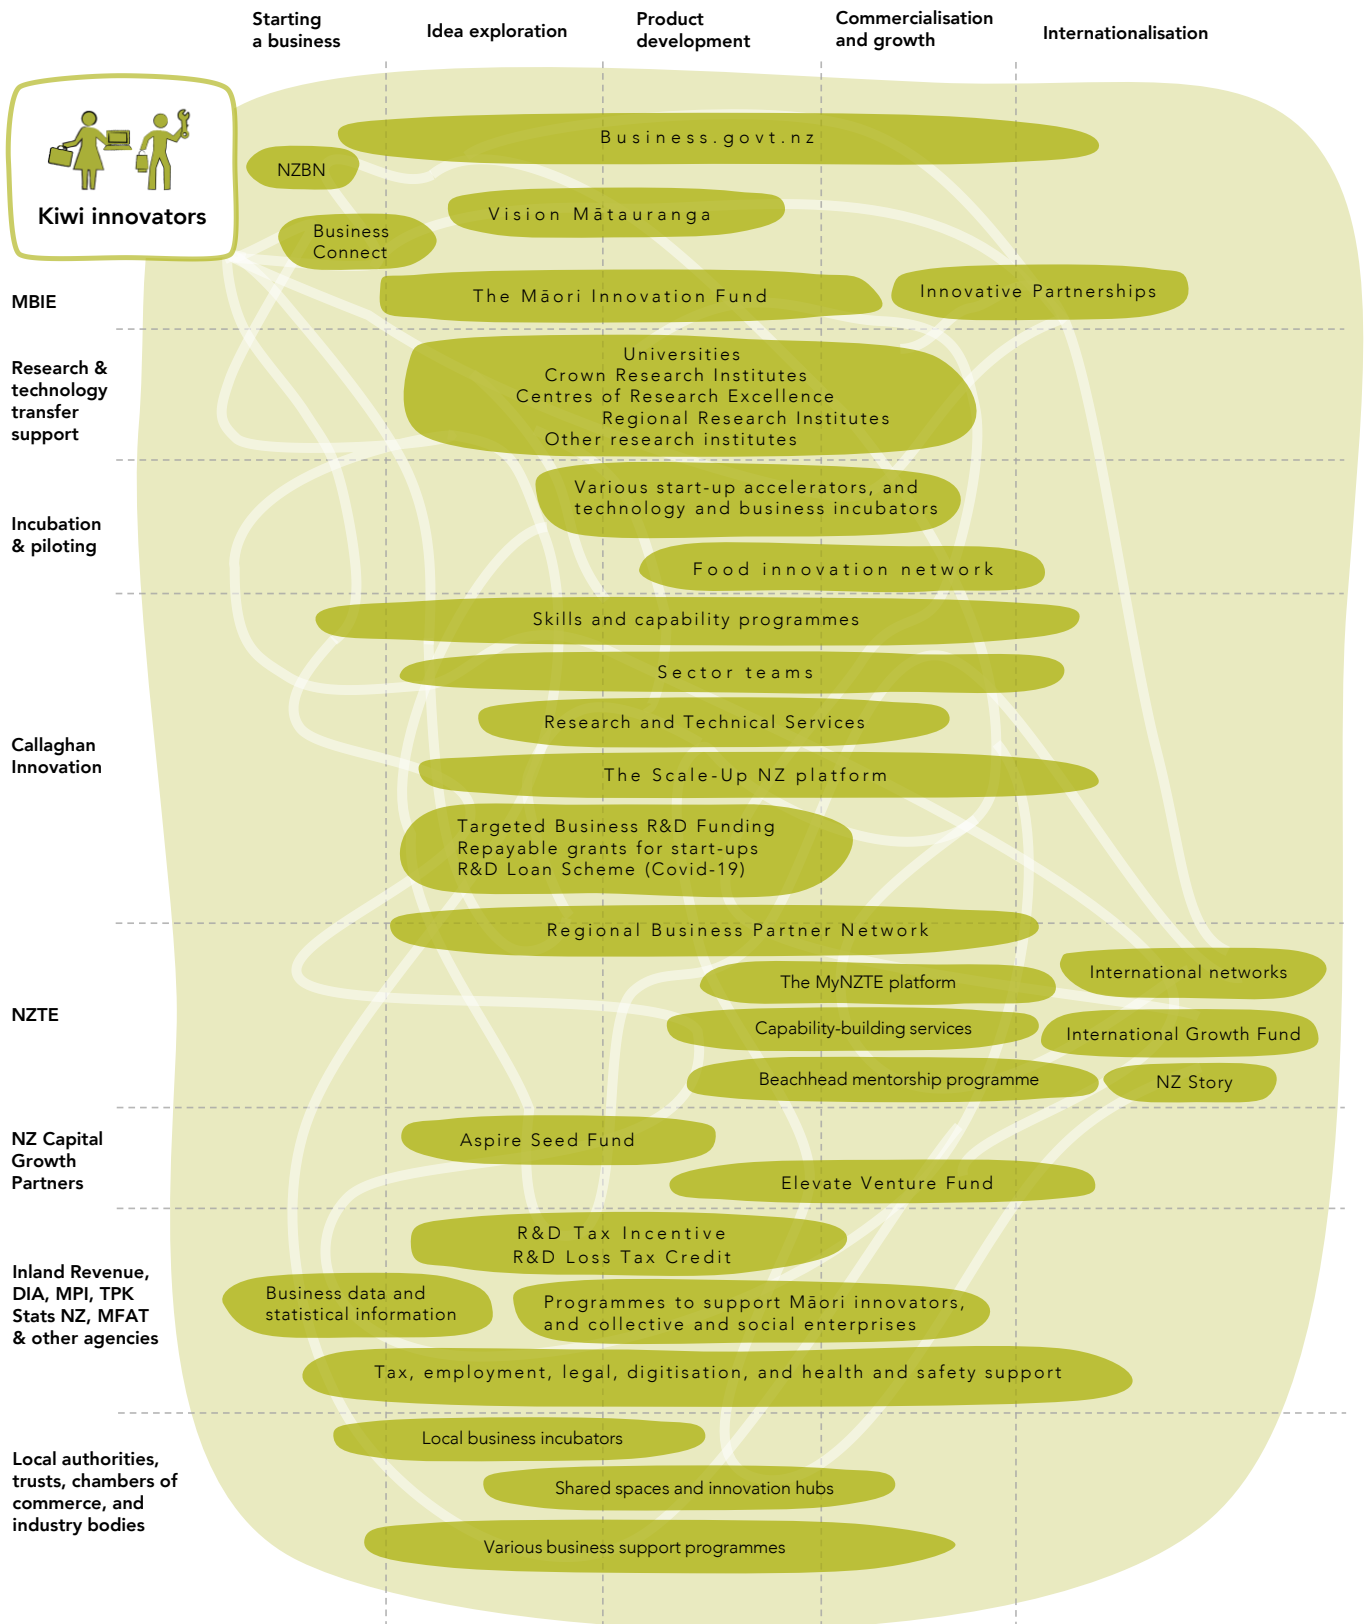 Starting
a business
Idea exploration
Product
development
Commercialisation
and growth
Internationalisation
Kiwi innovators
Business.govt.nz
NZBN
Vision Mātauranga
Business
Connect
MBIE
The Māori Innovation Fund
Innovative Partnerships
Research &
technology
transfer
support
Universities
Crown Research Institutes
Centres of Research Excellence
Regional Research Institutes
Other research institutes
Incubation
& piloting
Various start-up accelerators, and
technology and business incubators
Food innovation network
Callaghan
Innovation
Skills and capability programmes
Sector teams
Research and Technical Services
The Scale-Up NZ platform
Targeted Business R&D Funding
Repayable grants for start-ups
R&D Loan Scheme (Covid-19)
Regional Business Partner Network
NZTE
The MyNZTE platform
International networks
Capability-building services
International Growth Fund
Beachhead mentorship programme
NZ Story
NZ Capital
Growth
Partners
Aspire Seed Fund
Elevate Venture Fund
Inland Revenue,
DIA, MPI, TPK
Stats NZ, MFAT
& other agencies
R&D Tax Incentive
R&D Loss Tax Credit
Business data and
statistical information
Programmes to support Māori innovators,
and collective and social enterprises
Tax, employment, legal, digitisation, and health and safety support
Local authorities,
trusts, chambers of
commerce, and
industry bodies
Local business incubators
Shared spaces and innovation hubs
Various business support programmes